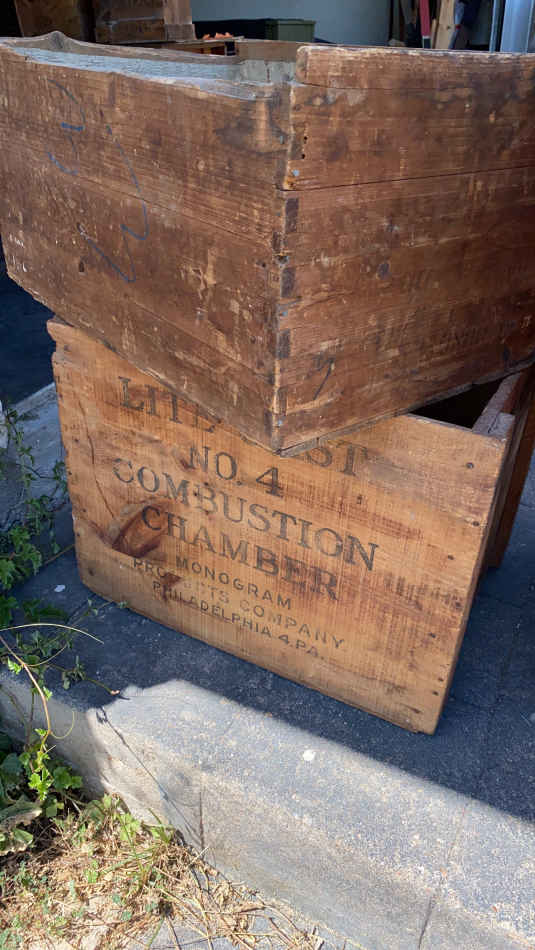 NO. 4
COMBUSTION
CHAMBER
MONOGRAM
PRODUCTS COMPANY
PHILADELPHIA 4. PA.